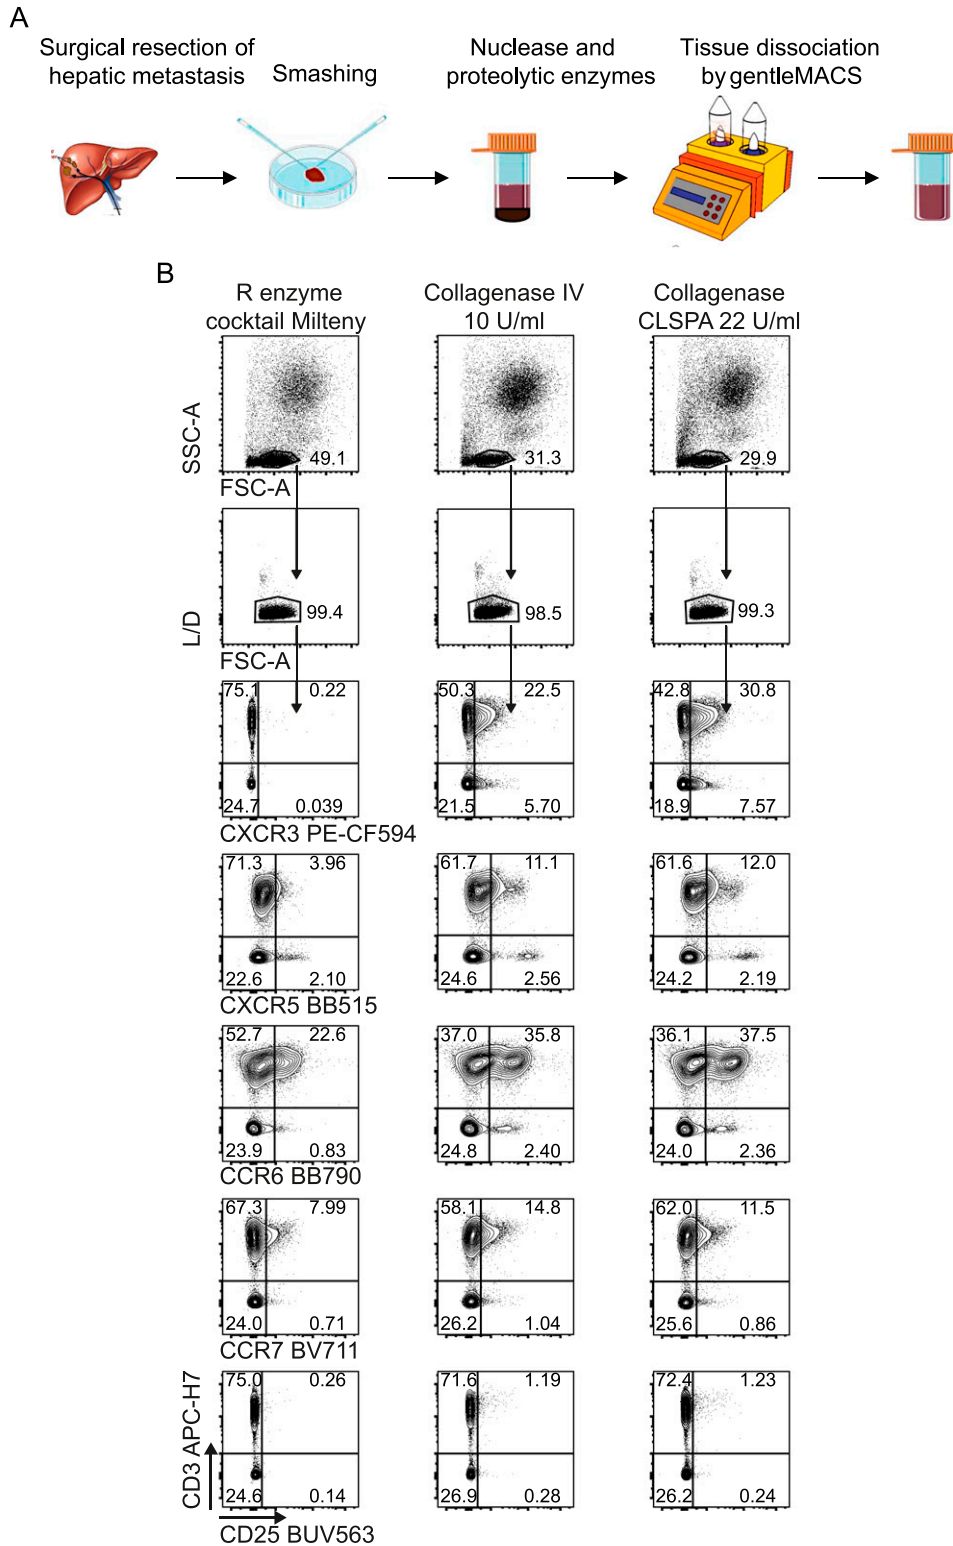 A
Surgical resection of
hepatic metastasis
Smashing
Nuclease and
proteolytic enzymes
Tissue dissociation
by gentleMACS
B
R enzyme
cocktail Milteny
Collagenase IV
10 U/ml
Collagenase
CLSPA 22 U/ml
SSC-A
49.1
31.3
29.9
FSC-A
L/D
99.4
98.5
99.3
FSC-A
75.1 0.22
50.3 22.5
42.8 30.8
24.7 0.039
21.5 5.70
18.9 7.57
CXCR3 PE-CF594
71.3 3.96
61.7 11.1
61.6 12.0
22.6 2.10
24.6 2.56
24.2 2.19
CXCR5 BB515
52.7 22.6
37.0 35.8
36.1 37.5
23.9 0.83
24.8 2.40
24.0 2.36
CCR6 BB790
67.3 7.99
58.1 14.8
62.0 11.5
24.0 0.71
26.2 1.04
25.6 0.86
CCR7 BV711
CD3 APC-H7
75.0 0.26
71.6 1.19
72.4 1.23
24.6 0.14
26.9 0.28
26.2 0.24
CD25 BUV563